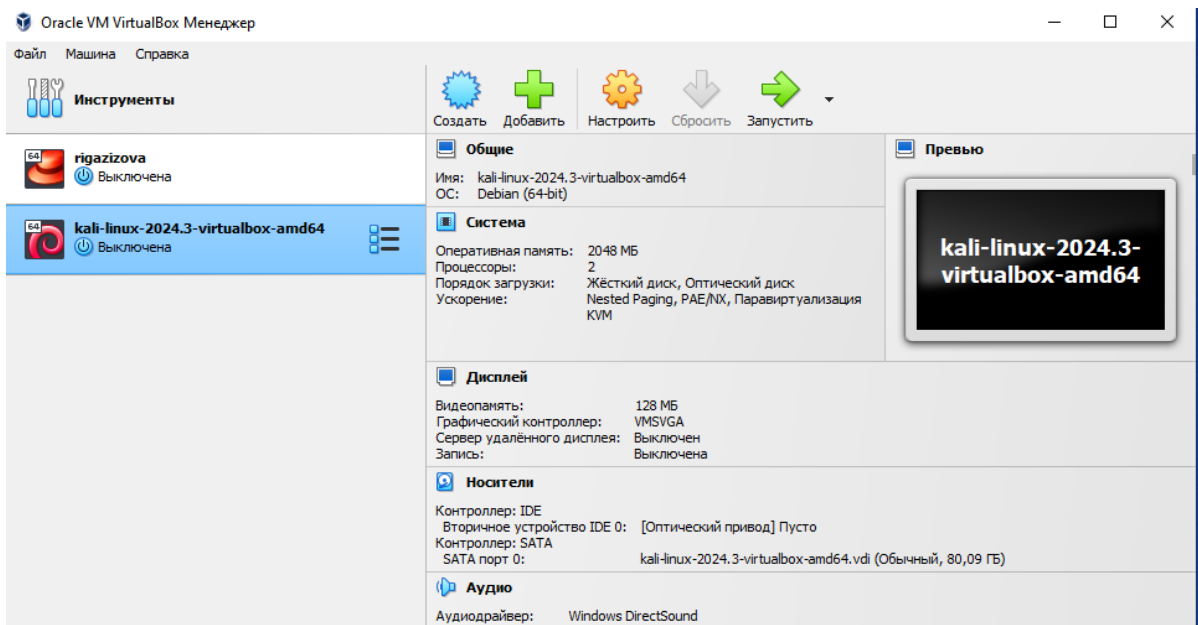 Oracle VM VirtualBox Менеджер
Файл Машина Справка
Инструменты
Создать Добавить Настроить Сбросить Запустить
64
rigazizova
Выключена
64
kali-linux-2024.3-virtualbox-amd64
Выключена
Общие
Имя: kali-linux-2024.3-virtualbox-amd64
ОС: Debian (64-bit)
Система
Оперативная память: 2048 МБ
Процессоры: 2
Порядок загрузки: Жёсткий диск, Оптический диск
Ускорение: Nested Paging, PAE/NX, Паравиртуализация
KVM
Превью
kali-linux-2024.3-
virtualbox-amd64
Дисплей
Видеопамять: 128 МБ
Графический контроллер: VMSVGA
Сервер удалённого дисплея: Выключен
Запись: Выключена
Носители
Контроллер: IDE
Вторичное устройство IDE 0: [Оптический привод] Пусто
Контроллер: SATA
SATA порт 0: kali-linux-2024.3-virtualbox-amd64.vdi (Обычный, 80,09 ГБ)
Аудио
Аудиодрайвер: Windows DirectSound